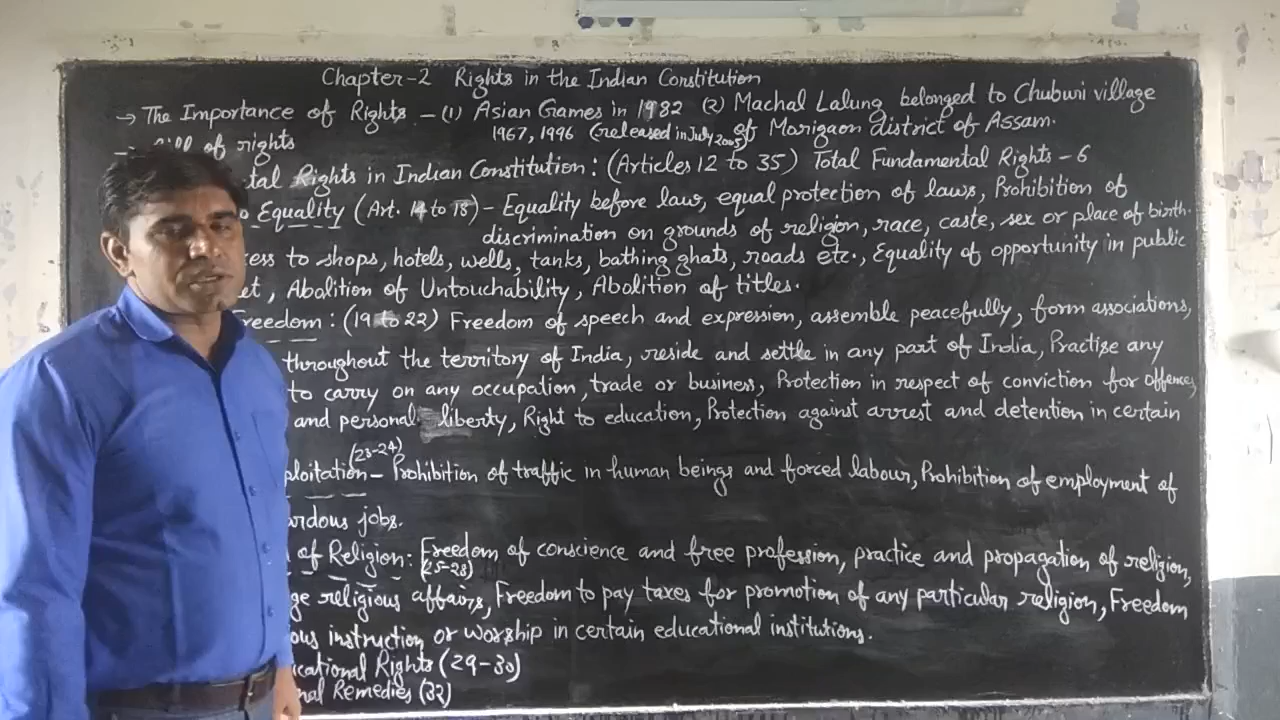 Chapter-2 Rights in the Indian Constitution
→ The Importance of Rights - (1) Asian Games in 1982 (2) Machal Lalung belonged to Chuburi village
1967, 1996 (released in July 2005) of Morigaon district of Assam.
of rights
tal Rights in Indian Constitution: (Articles 12 to 35) Total Fundamental Rights - 6
o Equality (Art. 14 to 18) - Equality before law, equal protection of laws, Prohibition of
discrimination on grounds of religion, race, caste, sex or place of birth.
ess to shops, hotels, wells, tanks, bathing ghats, roads etc., Equality of opportunity in public
et, Abolition of Untouchability, Abolition of titles.
Freedom: (19 to 22) Freedom of speech and expression, assemble peacefully, form associations,
throughout the territory of India, reside and settle in any part of India, Practise any
to carry on any occupation, trade or business, Protection in respect of conviction for offences,
and personal liberty, Right to education, Protection against arrest and detention in certain
(23-24)
ploitation - Prohibition of traffic in human beings and forced labour, Prohibition of employment of
ardous jobs.
of Religion: Freedom of conscience and free profession, practice and propagation of religion,
(25-28)
ge religious affairs, Freedom to pay taxes for promotion of any particular religion, Freedom
ous instruction or worship in certain educational institutions.
cational Rights (29-30)
nal Remedies (32)